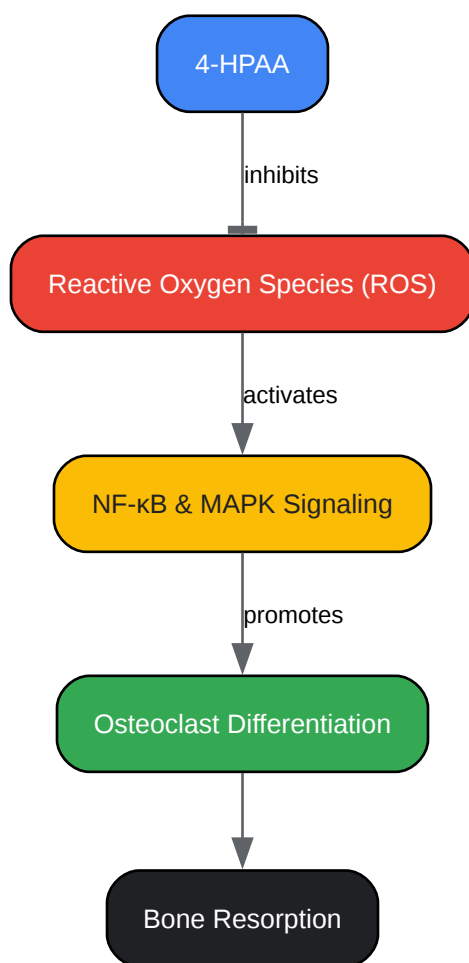 4-HPAA
inhibits
Reactive Oxygen Species (ROS)
activates
NF-κB & MAPK Signaling
promotes
Osteoclast Differentiation
Bone Resorption